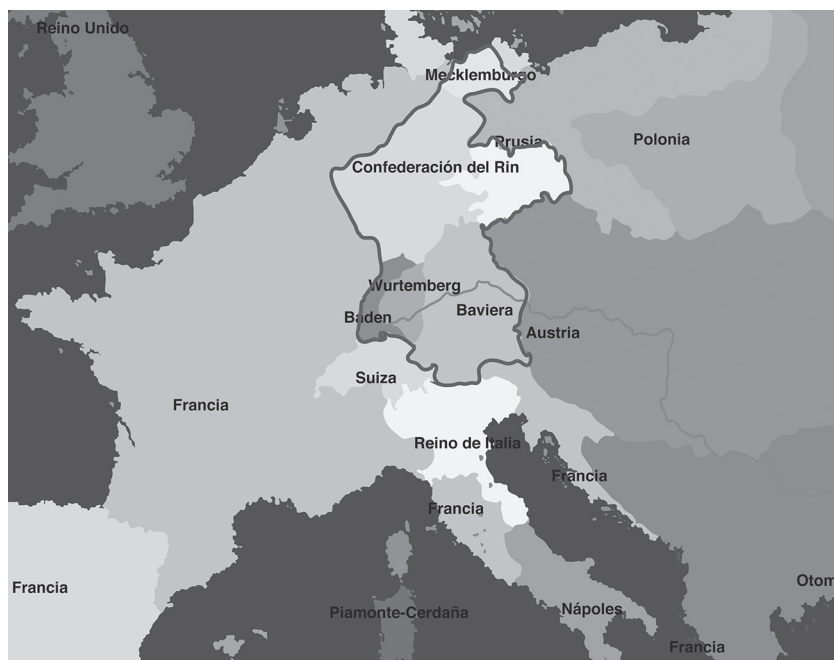 Reino Unido
Mecklemburgo
Prusia
Polonia
Confederación del Rin
Wurtemberg
Baden
Baviera
Austria
Suiza
Francia
Reino de Italia
Francia
Francia
Francia
Otom
Piamonte-Cerdaña
Nápoles
Francia